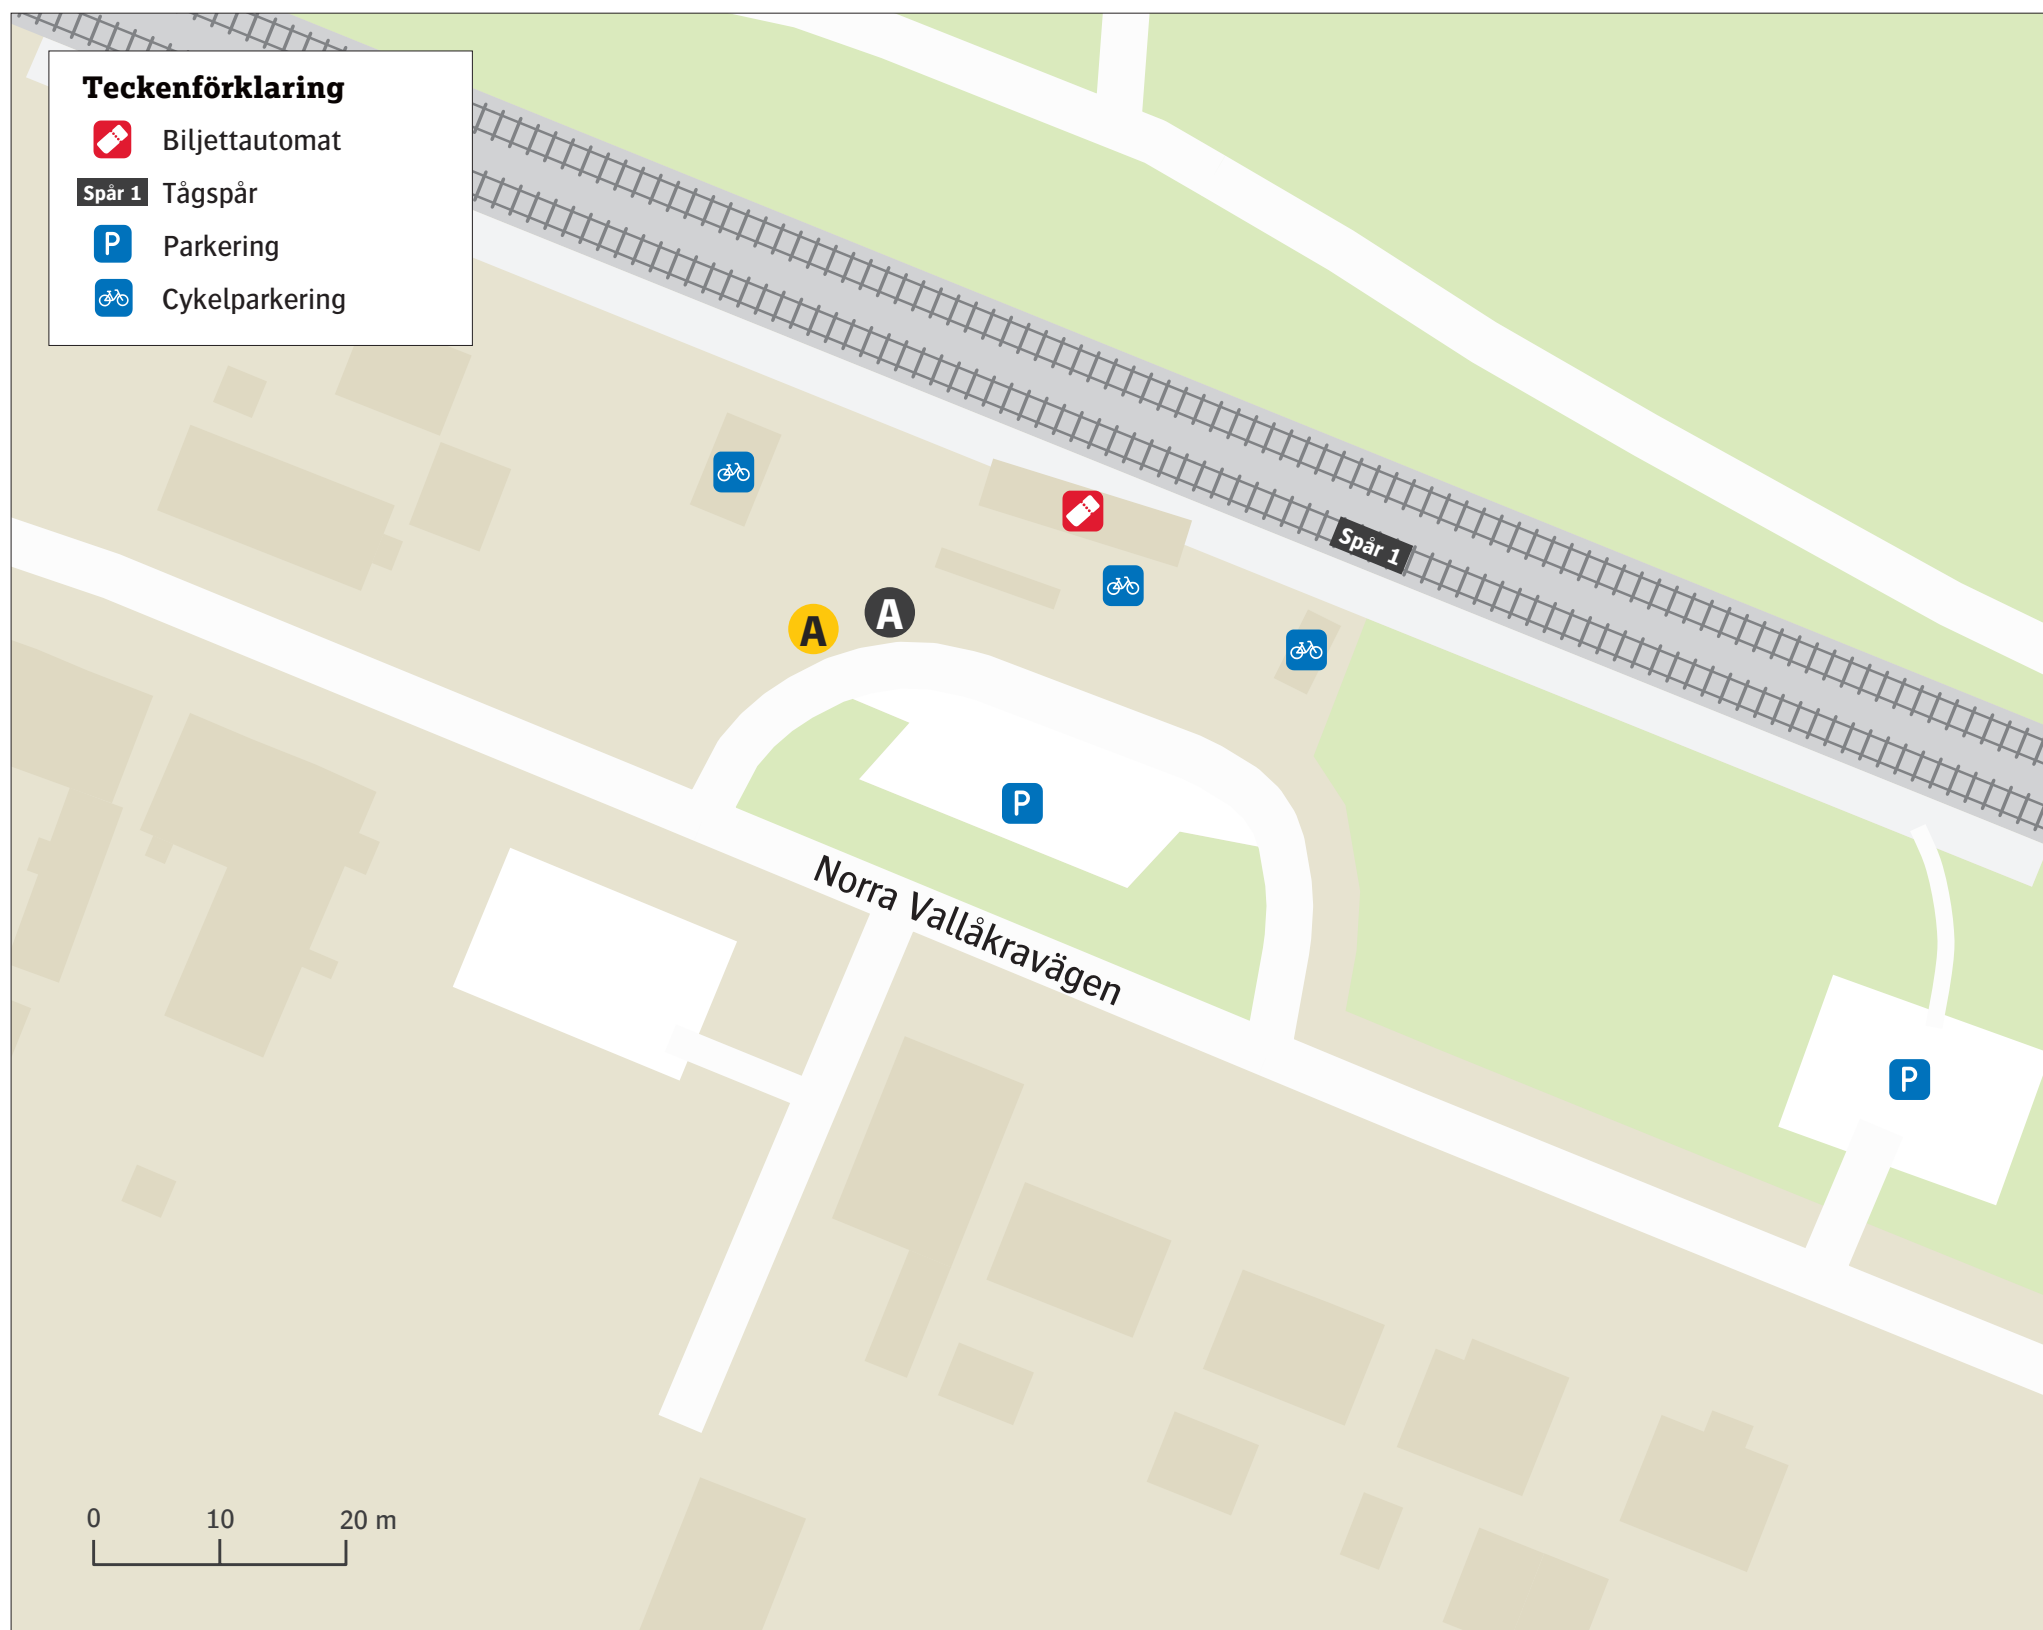 Teckenförklaring
Biljettautomat
Spår 1 Tågspår
P Parkering
Cykelparkering
Spår 1
A A
P
Norra Vallåkravägen
P
0 10 20 m